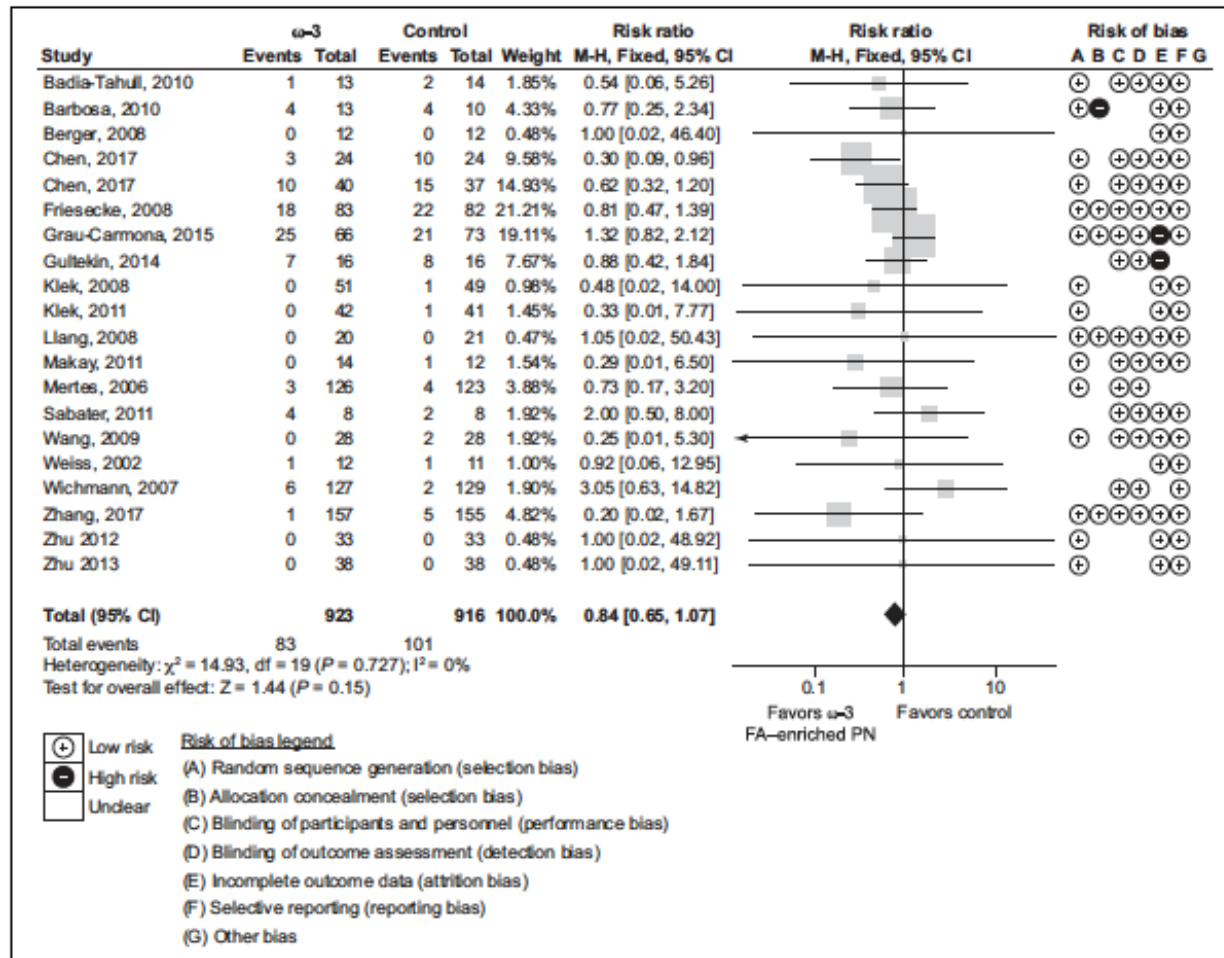 ω–3 Control Risk ratio Risk ratio Risk of bias
Study Events Total Events Total Weight M-H, Fixed, 95% CI M-H, Fixed, 95% CI A B C D E F G
Badia-Tahull, 2010 1 13 2 14 1.85% 0.54 [0.06, 5.26] + + + + +
Barbosa, 2010 4 13 4 10 4.33% 0.77 [0.25, 2.34] + – + +
Berger, 2008 0 12 0 12 0.48% 1.00 [0.02, 46.40] + +
Chen, 2017 3 24 10 24 9.58% 0.30 [0.09, 0.96] + + + + +
Chen, 2017 10 40 15 37 14.93% 0.62 [0.32, 1.20] + + + + +
Friesecke, 2008 18 83 22 82 21.21% 0.81 [0.47, 1.39] + + + + + +
Grau-Carmona, 2015 25 66 21 73 19.11% 1.32 [0.82, 2.12] + + + + – +
Gultekin, 2014 7 16 8 16 7.67% 0.88 [0.42, 1.84] + + –
Klek, 2008 0 51 1 49 0.98% 0.48 [0.02, 14.00] + + +
Klek, 2011 0 42 1 41 1.45% 0.33 [0.01, 7.77] + + +
Llang, 2008 0 20 0 21 0.47% 1.05 [0.02, 50.43] + + + + + +
Makay, 2011 0 14 1 12 1.54% 0.29 [0.01, 6.50] + + + + +
Mertes, 2006 3 126 4 123 3.88% 0.73 [0.17, 3.20] + + +
Sabater, 2011 4 8 2 8 1.92% 2.00 [0.50, 8.00] + + + +
Wang, 2009 0 28 2 28 1.92% 0.25 [0.01, 5.30] + + + + +
Weiss, 2002 1 12 1 11 1.00% 0.92 [0.06, 12.95] + +
Wichmann, 2007 6 127 2 129 1.90% 3.05 [0.63, 14.82] + + +
Zhang, 2017 1 157 5 155 4.82% 0.20 [0.02, 1.67] + + + + + +
Zhu 2012 0 33 0 33 0.48% 1.00 [0.02, 48.92] + + +
Zhu 2013 0 38 0 38 0.48% 1.00 [0.02, 49.11] + + +
Total (95% CI) 923 916 100.0% 0.84 [0.65, 1.07]
Total events 83 101
Heterogeneity: χ² = 14.93, df = 19 (P = 0.727); I² = 0%
Test for overall effect: Z = 1.44 (P = 0.15)
0.1 1 10
Favors ω–3 Favors control
FA–enriched PN
+ Low risk
– High risk
Unclear
Risk of bias legend
(A) Random sequence generation (selection bias)
(B) Allocation concealment (selection bias)
(C) Blinding of participants and personnel (performance bias)
(D) Blinding of outcome assessment (detection bias)
(E) Incomplete outcome data (attrition bias)
(F) Selective reporting (reporting bias)
(G) Other bias